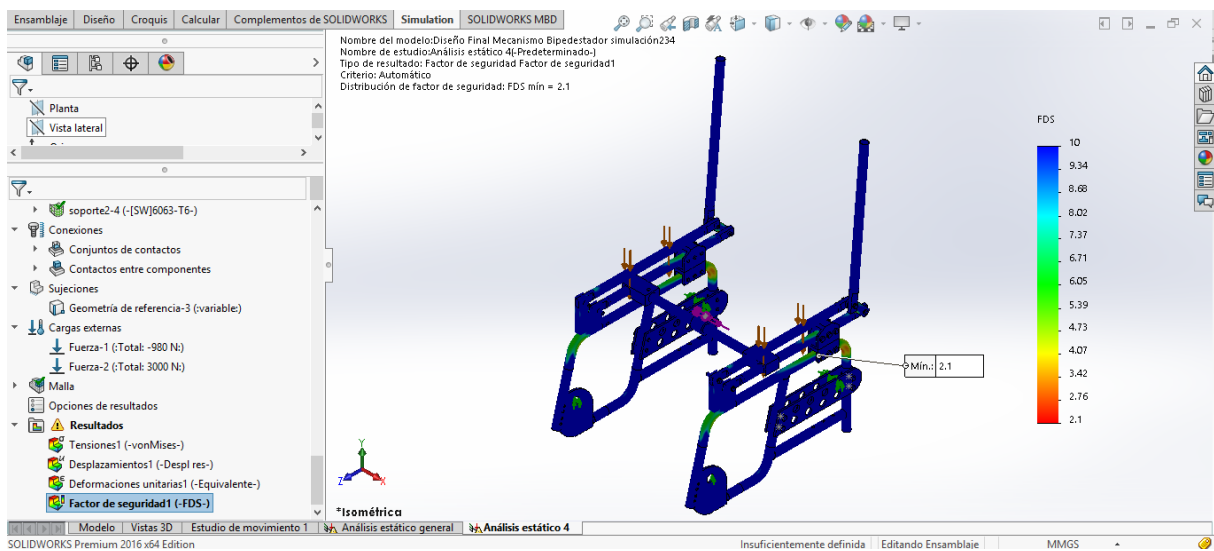 Ensamblaje Diseño Croquis Calcular Complementos de SOLIDWORKS Simulation SOLIDWORKS MBD
Nombre del modelo:Diseño Final Mecanismo Bipedestador simulación234
Nombre de estudio:Análisis estático 4(-Predeterminado-)
Tipo de resultado: Factor de seguridad Factor de seguridad1
Criterio: Automático
Distribución de factor de seguridad: FDS mín = 2.1
Planta
Vista lateral
soporte2-4 (-[SW]6063-T6-)
Conexiones
Conjuntos de contactos
Contactos entre componentes
Sujeciones
Geometría de referencia-3 (:variable:)
Cargas externas
Fuerza-1 (:Total: -980 N:)
Fuerza-2 (:Total: 3000 N:)
Malla
Opciones de resultados
Resultados
Tensiones1 (-vonMises-)
Desplazamientos1 (-Despl res-)
Deformaciones unitarias1 (-Equivalente-)
Factor de seguridad1 (-FDS-)
FDS
10
9.34
8.68
8.02
7.37
6.71
6.05
5.39
4.73
4.07
3.42
2.76
2.1
Mín.: 2.1
Y
Z X
*Isométrica
Modelo Vistas 3D Estudio de movimiento 1 Análisis estático general Análisis estático 4
SOLIDWORKS Premium 2016 x64 Edition Insuficientemente definida Editando Ensamblaje MMGS